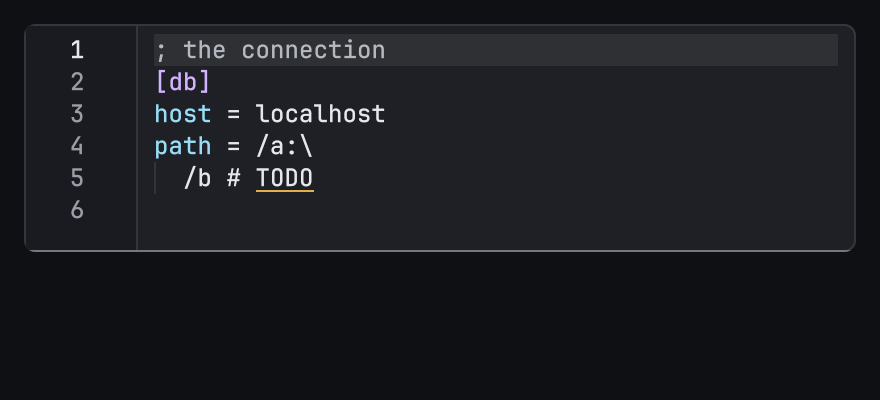 1 ; the connection
2 [db]
3 host = localhost
4 path = /a:\
5   /b # TODO
6